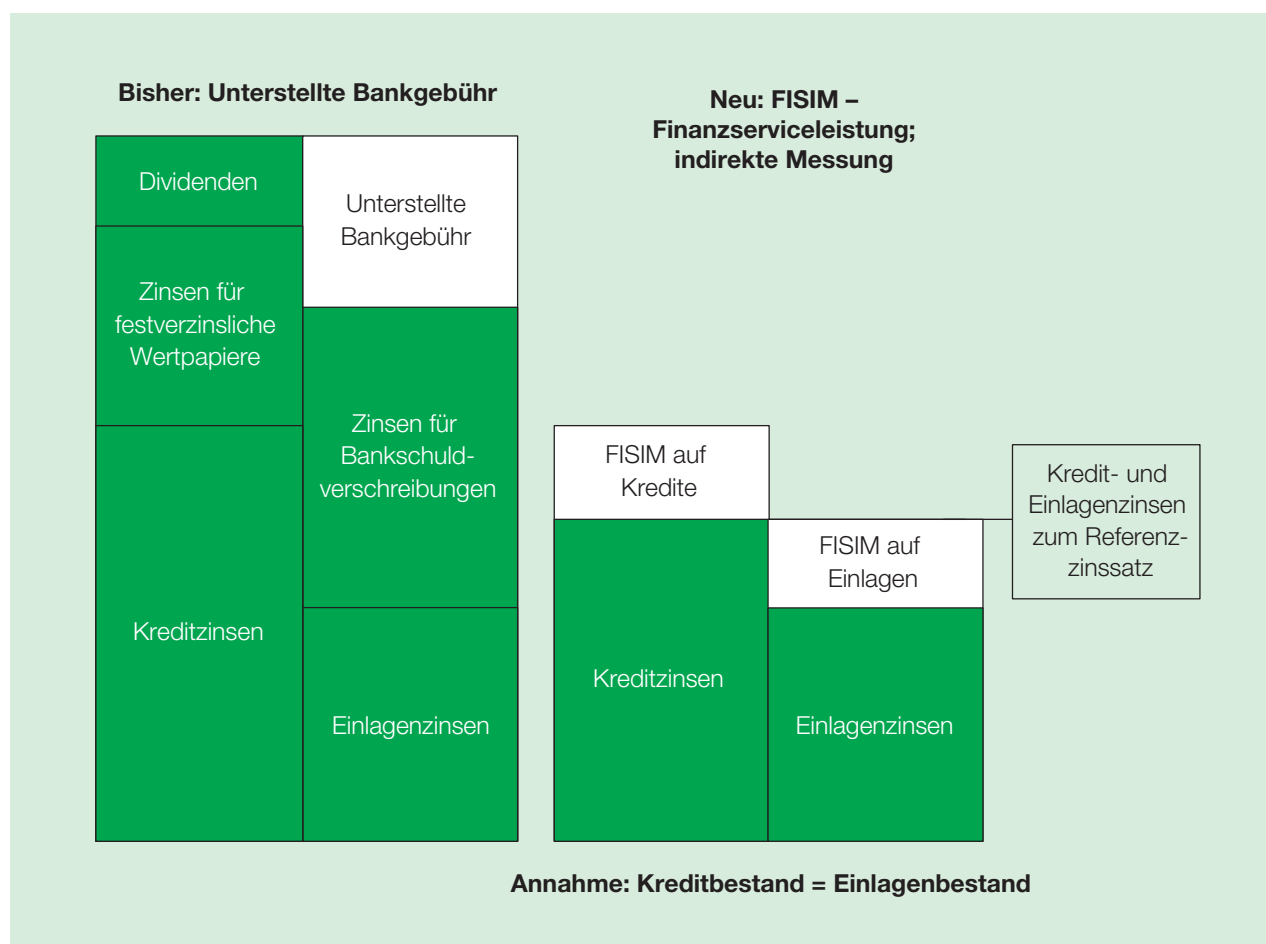 Bisher: Unterstellte Bankgebühr
Neu: FISIM –
Finanzserviceleistung;
indirekte Messung
Dividenden
Unterstellte
Bankgebühr
Zinsen für
festverzinsliche
Wertpapiere
Zinsen für
Bankschuld-
verschreibungen
Kreditzinsen
Einlagenzinsen
FISIM auf
Kredite
Kreditzinsen
FISIM auf
Einlagen
Einlagenzinsen
Kredit- und
Einlagenzinsen
zum Referenz-
zinssatz
Annahme: Kreditbestand = Einlagenbestand